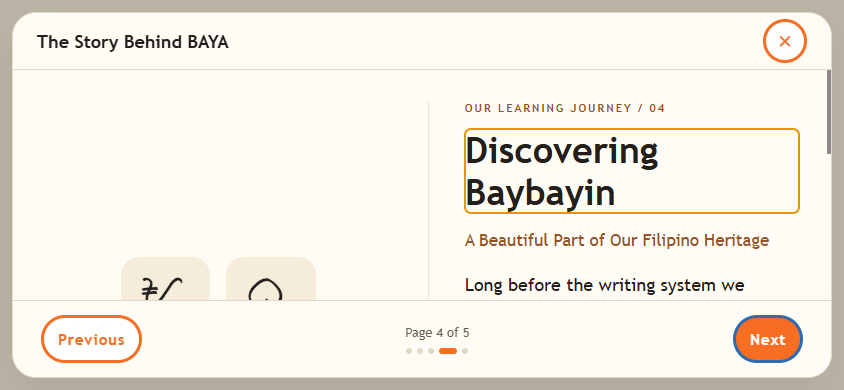 The Story Behind BAYA
OUR LEARNING JOURNEY / 04
Discovering
Baybayin
A Beautiful Part of Our Filipino Heritage
Long before the writing system we
Previous
Page 4 of 5
Next